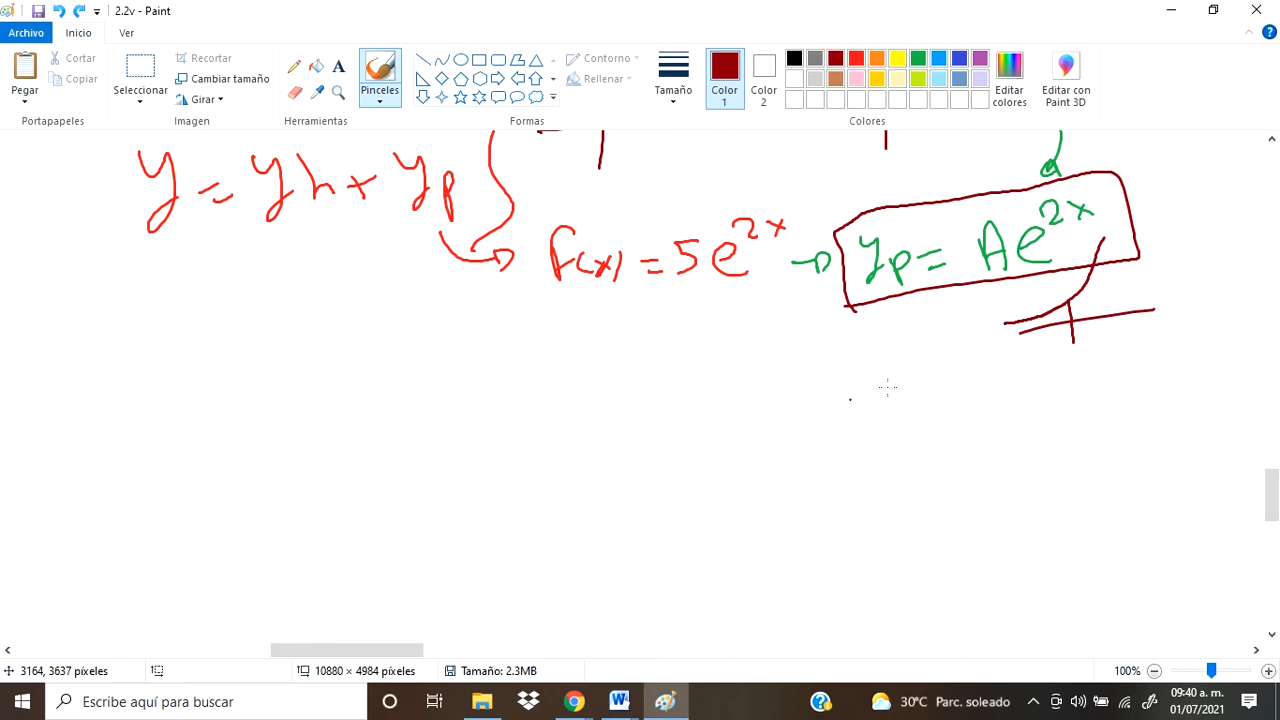 2.2v - Paint
Archivo Inicio Ver
Pegar
Cortar
Copiar
Portapapeles
Seleccionar
Recortar
Cambiar tamaño
Girar
Imagen
A
Herramientas
Pinceles
Contorno
Rellenar
Formas
Tamaño
Color 1
Color 2
Editar colores
Editar con Paint 3D
Colores
y = yh + yp
f(x) = 5e^2x → yp = Ae^2x
3164, 3637 píxeles 10880 × 4984 píxeles Tamaño: 2.3MB 100%
Escribe aquí para buscar
30°C Parc. soleado
09:40 a. m.
01/07/2021